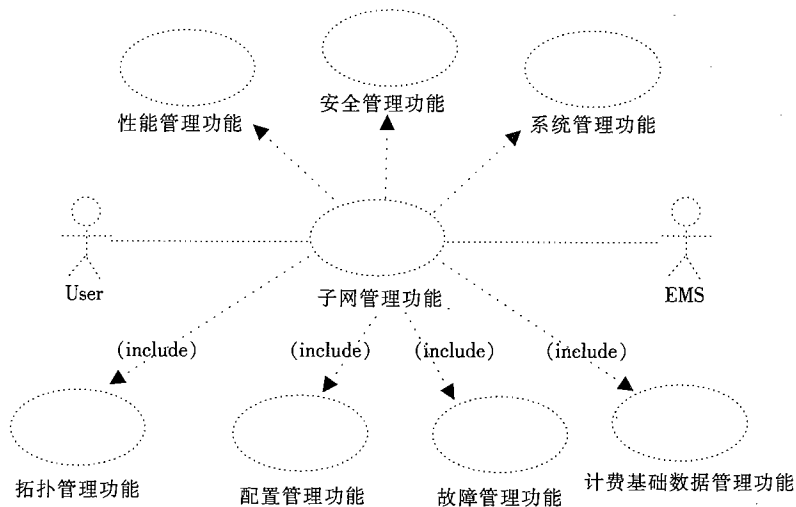 安全管理功能
性能管理功能
系统管理功能
User
子网管理功能
EMS
(include)
(include)
(include)
(include)
拓扑管理功能
配置管理功能
故障管理功能
计费基础数据管理功能